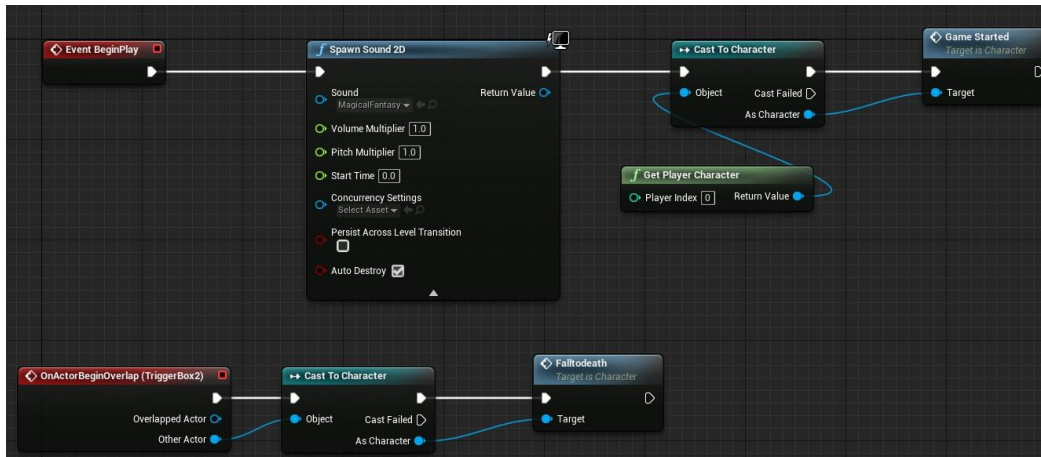 Event BeginPlay
Spawn Sound 2D
Sound
MagicalFantasy
Return Value
Volume Multiplier 1.0
Pitch Multiplier 1.0
Start Time 0.0
Concurrency Settings
Select Asset
Persist Across Level Transition
Auto Destroy
Cast To Character
Object
Cast Failed
As Character
Game Started
Target is Character
Target
Get Player Character
Player Index 0
Return Value
OnActorBeginOverlap (TriggerBox2)
Overlapped Actor
Other Actor
Cast To Character
Object
Cast Failed
As Character
Falltodeath
Target is Character
Target